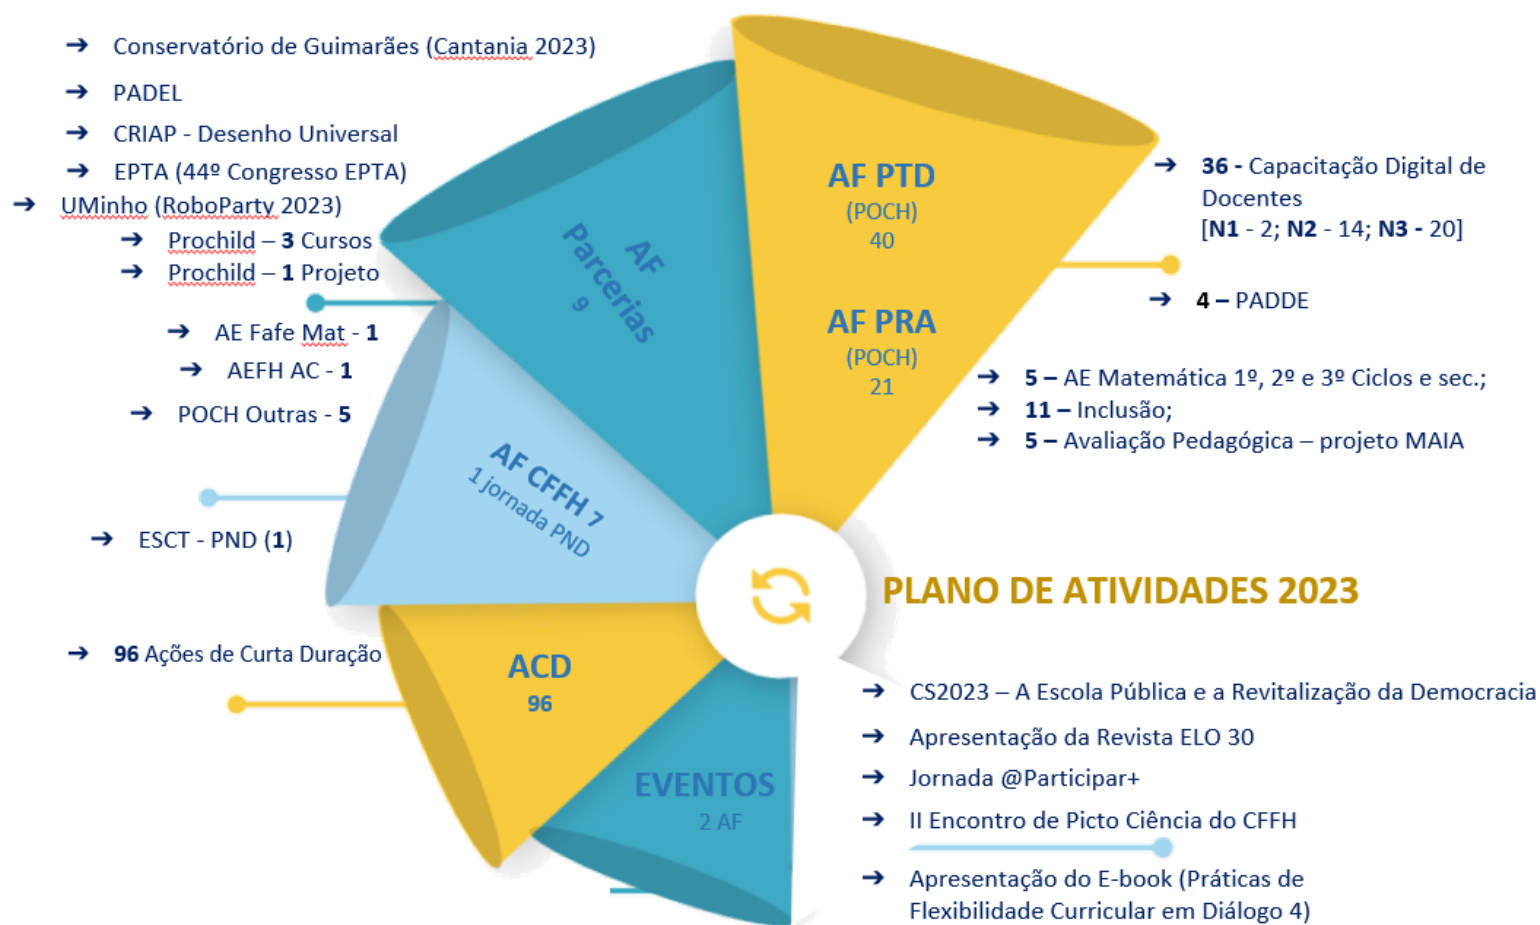 Conservatório de Guimarães (Cantania 2023)
PADEL
CRIAP - Desenho Universal
EPTA (44º Congresso EPTA)
UMinho (RoboParty 2023)
Prochild – 3 Cursos
Prochild – 1 Projeto
AE Fafe Mat - 1
AEFH AC - 1
POCH Outras - 5
ESCT - PND (1)
96 Ações de Curta Duração
AF
Parcerias
9
AF PTD
(POCH)
40
AF PRA
(POCH)
21
AF CFFH 7
1 jornada PND
ACD
96
EVENTOS
2 AF
36 - Capacitação Digital de
Docentes
[N1 - 2; N2 - 14; N3 - 20]
4 – PADDE
5 – AE Matemática 1º, 2º e 3º Ciclos e sec.;
11 – Inclusão;
5 – Avaliação Pedagógica – projeto MAIA
PLANO DE ATIVIDADES 2023
CS2023 – A Escola Pública e a Revitalização da Democracia
Apresentação da Revista ELO 30
Jornada @Participar+
II Encontro de Picto Ciência do CFFH
Apresentação do E-book (Práticas de
Flexibilidade Curricular em Diálogo 4)